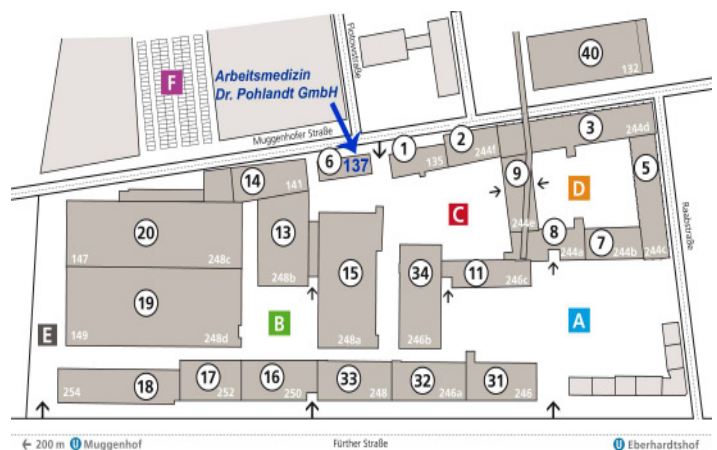 Flotowstraße
40
132
F
Arbeitsmedizin
Dr. Pohlandt GmbH
Muggenhofer Straße
6
137
1
135
2
244f
3
244d
14
141
9
244e
5
244c
D
C
20
147
248c
13
248b
15
248a
34
246b
11
246c
8
244a
7
244b
Raabstraße
19
149
248d
E
B
A
18
254
17
252
16
250
33
248
32
246a
31
246
← 200 m U Muggenhof
Fürther Straße
U Eberhardtshof